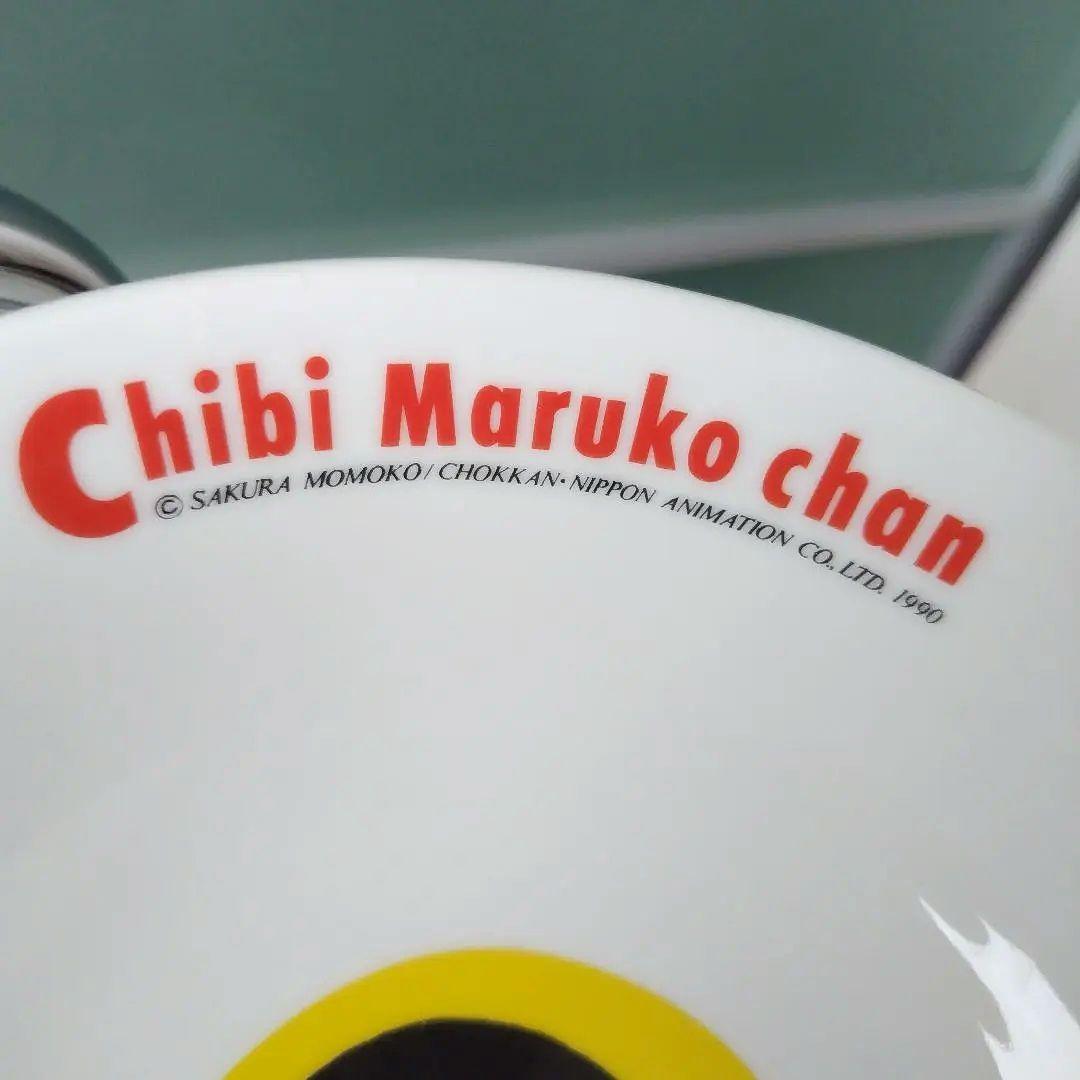 Chibi Maruko chan
© SAKURA MOMOKO/CHOKKAN·NIPPON ANIMATION CO.,LTD. 1990